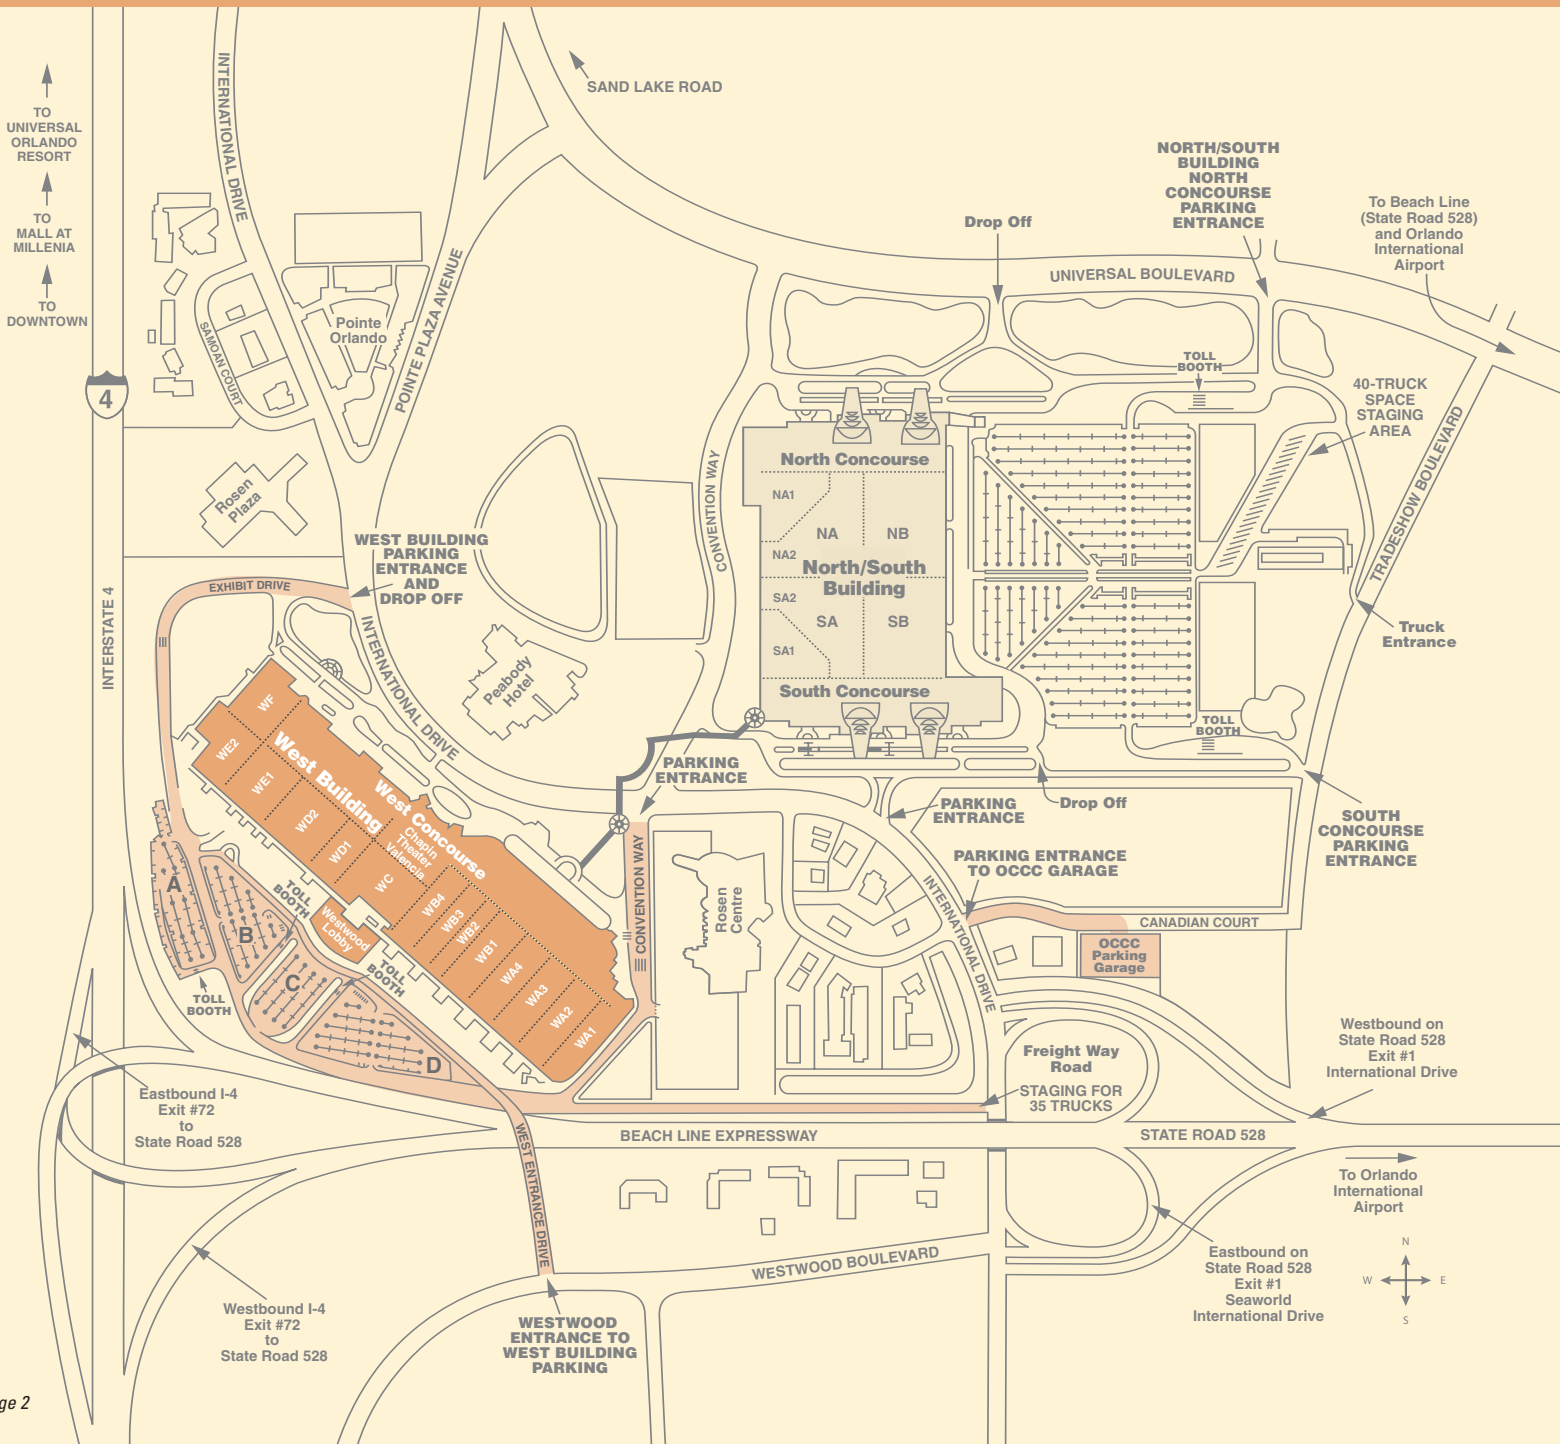 SAND LAKE ROAD
INTERNATIONAL DRIVE
TO
UNIVERSAL
ORLANDO
RESORT
TO
MALL AT
MILLENIA
TO
DOWNTOWN
4
INTERSTATE 4
SAMOAN COURT
Pointe
Orlando
POINTE PLAZA AVENUE
NORTH/SOUTH
BUILDING
NORTH
CONCOURSE
PARKING
ENTRANCE
Drop Off
UNIVERSAL BOULEVARD
To Beach Line
(State Road 528)
and Orlando
International
Airport
TOLL
BOOTH
40-TRUCK
SPACE
STAGING
AREA
TRADESHOW BOULEVARD
CONVENTION WAY
North Concourse
NA1
NA
NB
NA2
North/South
Building
SA2
SA
SB
SA1
South Concourse
Rosen
Plaza
WEST BUILDING
PARKING
ENTRANCE
AND
DROP OFF
EXHIBIT DRIVE
INTERNATIONAL DRIVE
Peabody
Hotel
Truck
Entrance
TOLL
BOOTH
WF
WE2
WE1
WD2
WD1
WC
West Building
West Concourse
Chapin
Theater
Valencia
WB4
WB3
WB2
WB1
WA4
WA3
WA2
WA1
Westwood
Lobby
PARKING
ENTRANCE
PARKING
ENTRANCE
Drop Off
SOUTH
CONCOURSE
PARKING
ENTRANCE
PARKING ENTRANCE
TO OCCC GARAGE
A
B
C
D
TOLL
BOOTH
TOLL
BOOTH
TOLL
BOOTH
CONVENTION WAY
Rosen
Centre
INTERNATIONAL DRIVE
CANADIAN COURT
OCCC
Parking
Garage
Freight Way
Road
STAGING FOR
35 TRUCKS
Westbound on
State Road 528
Exit #1
International Drive
Eastbound I-4
Exit #72
to
State Road 528
BEACH LINE EXPRESSWAY
STATE ROAD 528
WEST ENTRANCE DRIVE
To Orlando
International
Airport
WESTWOOD BOULEVARD
Eastbound on
State Road 528
Exit #1
Seaworld
International Drive
N
W
E
S
Westbound I-4
Exit #72
to
State Road 528
WESTWOOD
ENTRANCE TO
WEST BUILDING
PARKING
ge 2